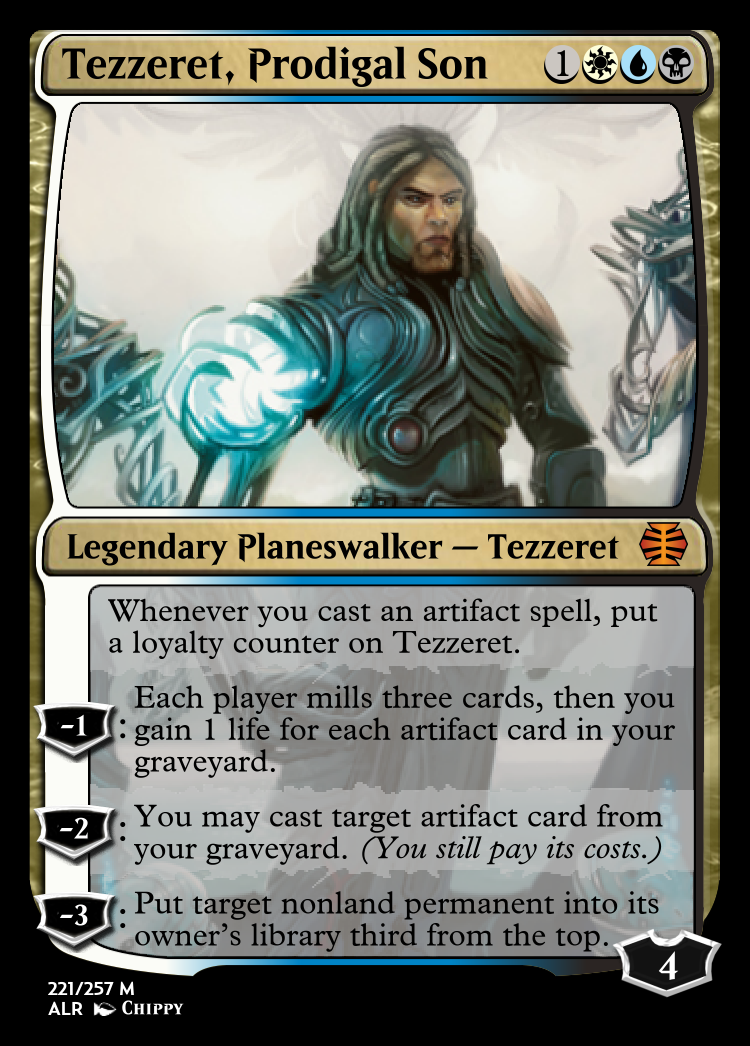 Tezzeret, Prodigal Son 1
Legendary Planeswalker — Tezzeret
Whenever you cast an artifact spell, put
a loyalty counter on Tezzeret.
Each player mills three cards, then you
−1: gain 1 life for each artifact card in your
graveyard.
−2: You may cast target artifact card from
your graveyard. (You still pay its costs.)
−3: Put target nonland permanent into its
owner's library third from the top.
4
221/257 M
ALR Chippy